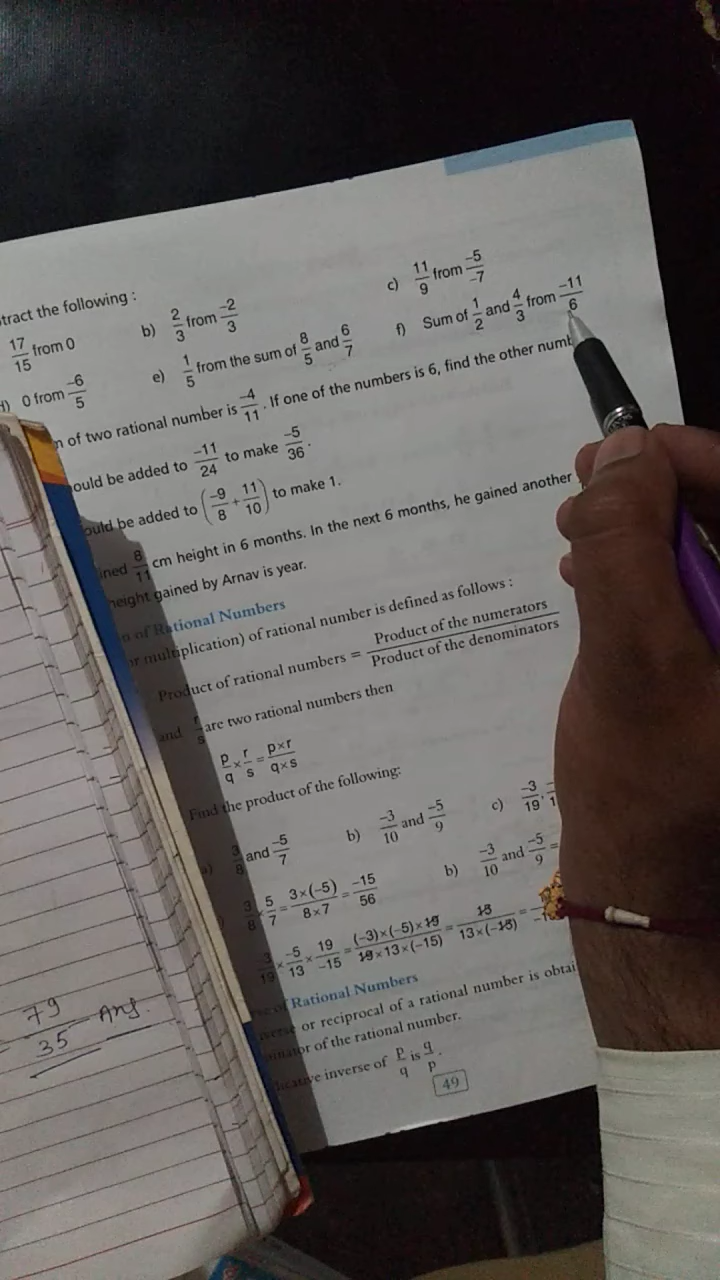 tract the following :
17/15 from 0 b) 2/3 from -2/3 c) 11/9 from -5/-7
0 from -6/5 e) 1/5 from the sum of 8/5 and 6/7 f) Sum of 1/2 and 4/3 from -11/6
of two rational number is -4/11. If one of the numbers is 6, find the other numb
ould be added to -11/24 to make -5/36.
ould be added to (-9/8 + 11/10) to make 1.
ined 8/11 cm height in 6 months. In the next 6 months, he gained another
height gained by Arnav is year.
of Rational Numbers
or multiplication) of rational number is defined as follows :
Product of rational numbers = Product of the numerators/Product of the denominators
and r/s are two rational numbers then
p/q × r/s = p×r/q×s
Find the product of the following:
a) 3/8 and -5/7 b) -3/10 and -5/9 c) -3/19,
3/8 × 5/7 = 3×(-5)/8×7 = -15/56 b) -3/10 and -5/9 =
3/19 × -5/13 × 19/-15 = (-3)×(-5)×19/19×13×(-15) = 15/13×(-15) =
of Rational Numbers
verse or reciprocal of a rational number is obtai
inator of the rational number.
licative inverse of p/q is q/p.
49
79/35 Ans.